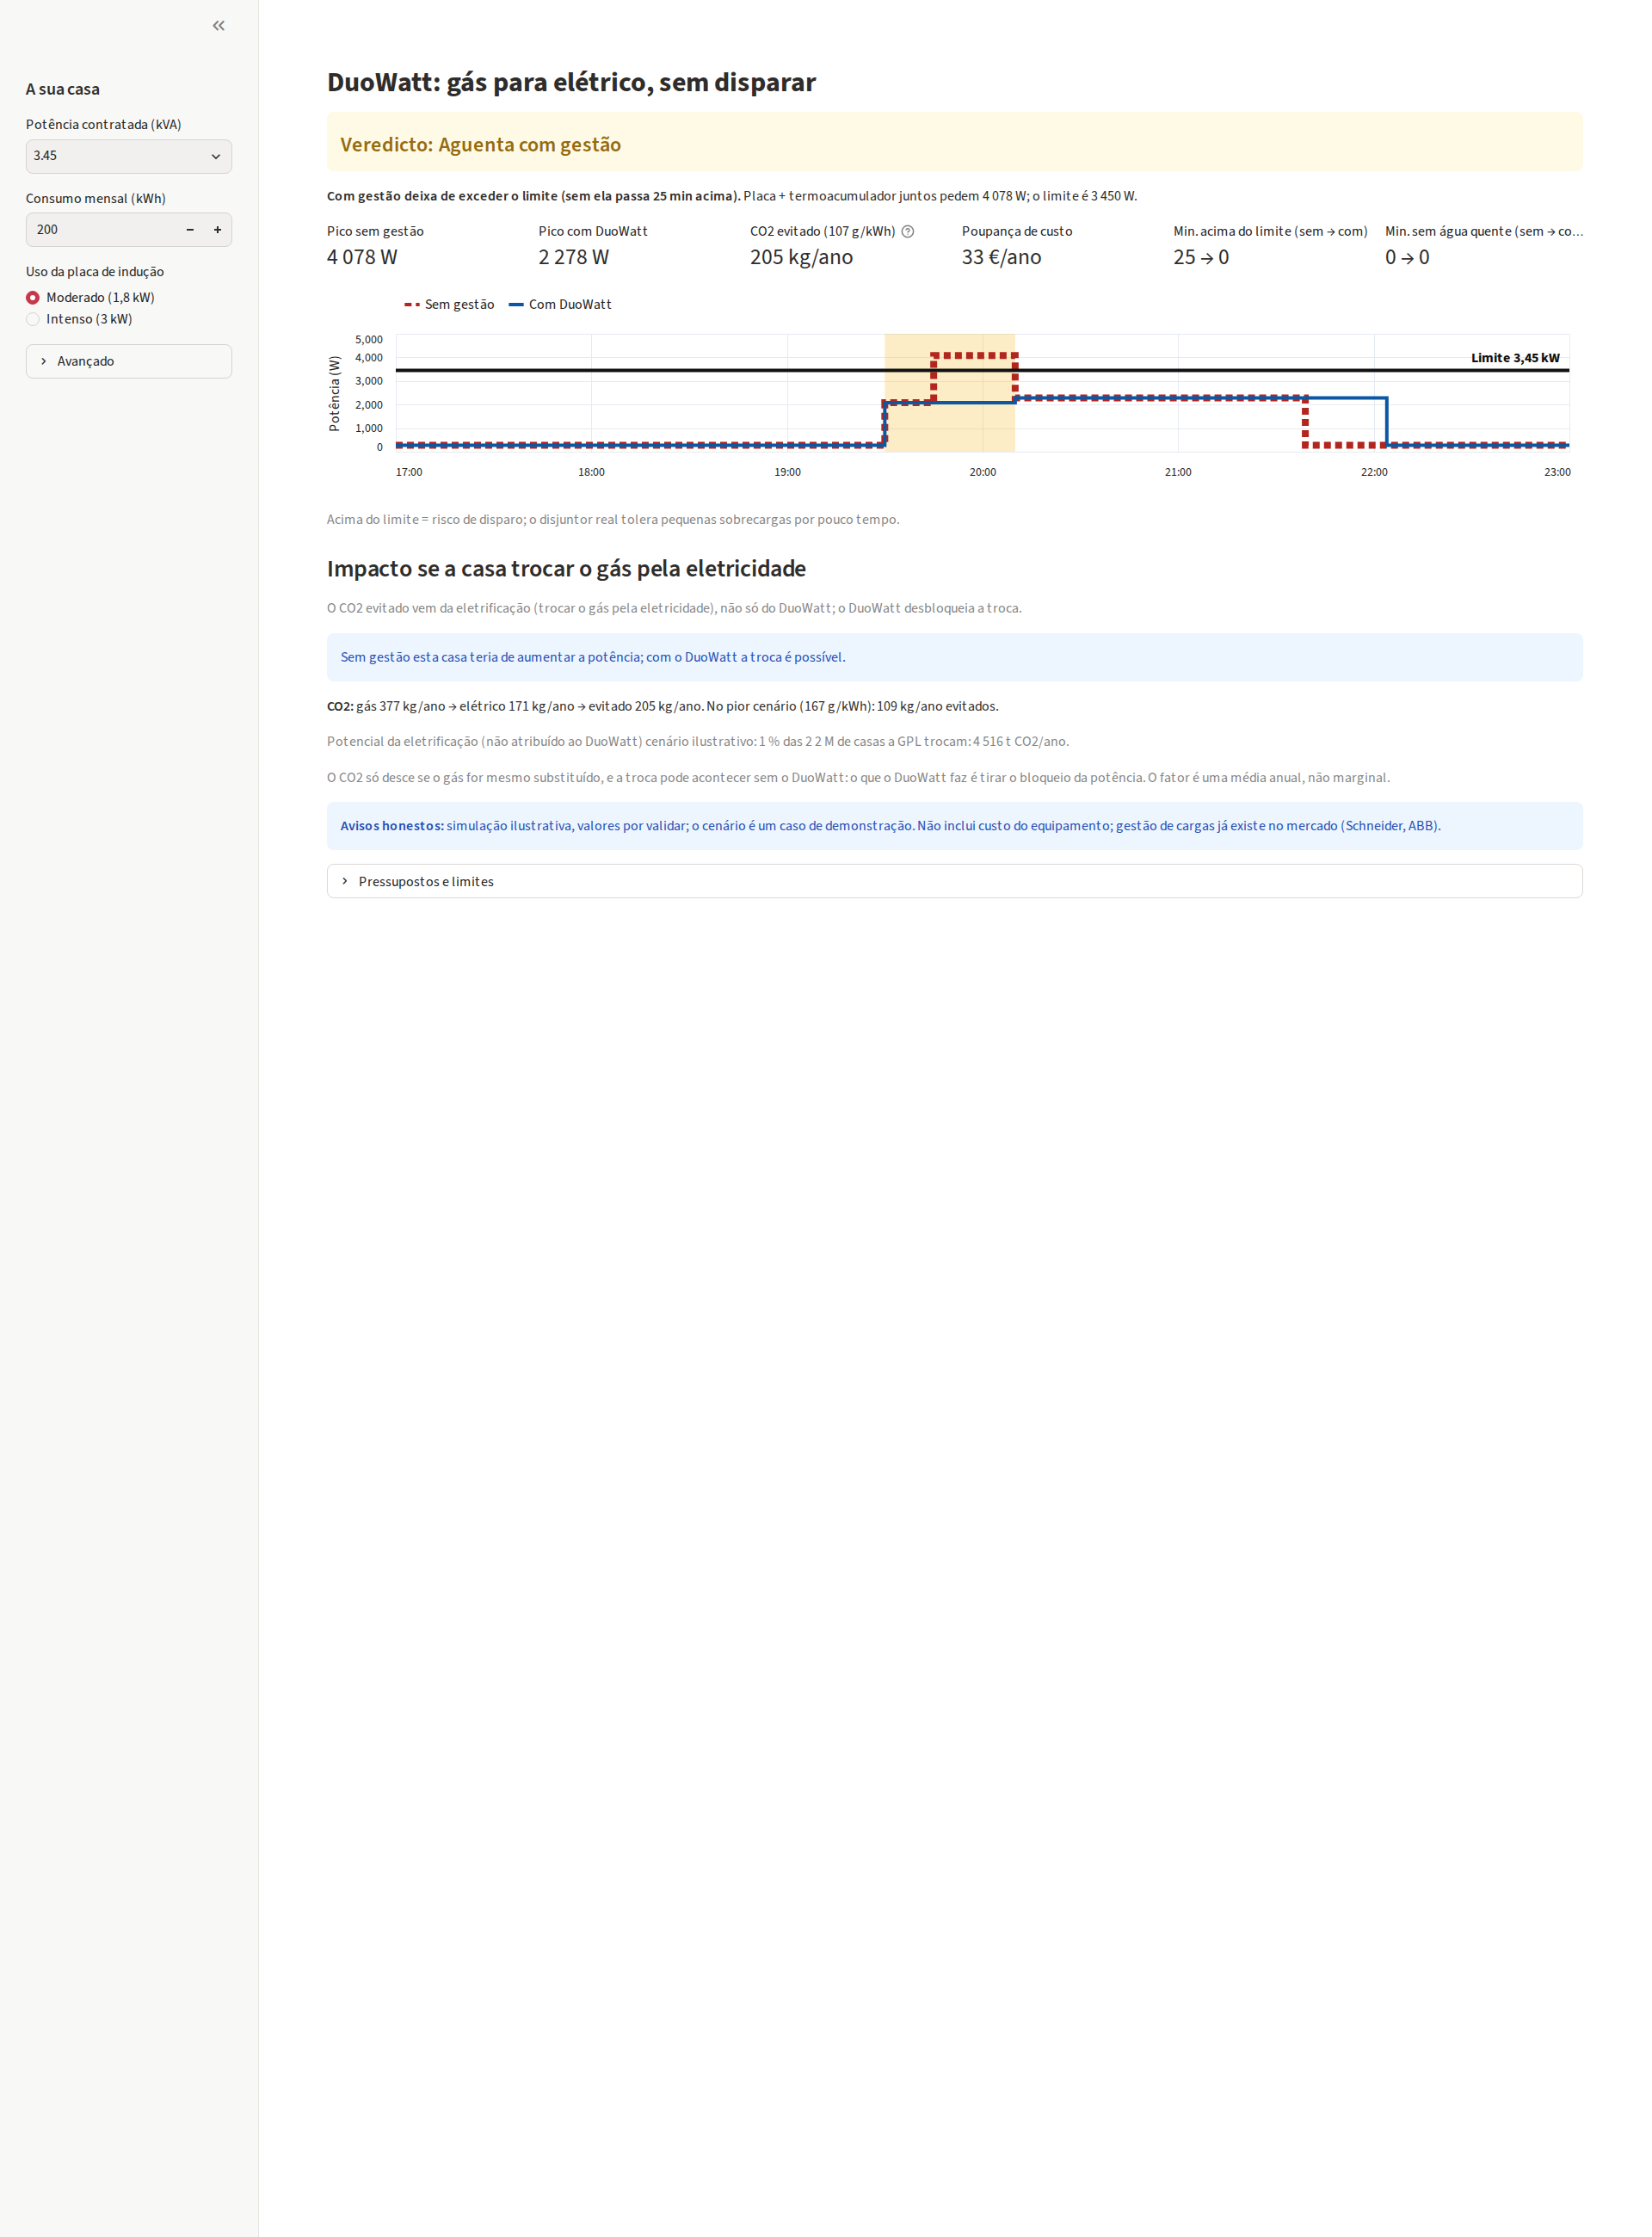 A sua casa
Potência contratada (kVA)
3.45
Consumo mensal (kWh)
200
Uso da placa de indução
Moderado (1,8 kW)
Intenso (3 kW)
Avançado
DuoWatt: gás para elétrico, sem disparar
Veredicto: Aguenta com gestão
Com gestão deixa de exceder o limite (sem ela passa 25 min acima). Placa + termoacumulador juntos pedem 4 078 W; o limite é 3 450 W.
Pico sem gestão
4 078 W
Pico com DuoWatt
2 278 W
CO2 evitado (107 g/kWh)
205 kg/ano
Poupança de custo
33 €/ano
Min. acima do limite (sem → com)
25 → 0
Min. sem água quente (sem → co…
0 → 0
Sem gestão
Com DuoWatt
Potência (W)
5,000
4,000
3,000
2,000
1,000
0
Limite 3,45 kW
17:00
18:00
19:00
20:00
21:00
22:00
23:00
Acima do limite = risco de disparo; o disjuntor real tolera pequenas sobrecargas por pouco tempo.
Impacto se a casa trocar o gás pela eletricidade
O CO2 evitado vem da eletrificação (trocar o gás pela eletricidade), não só do DuoWatt; o DuoWatt desbloqueia a troca.
Sem gestão esta casa teria de aumentar a potência; com o DuoWatt a troca é possível.
CO2: gás 377 kg/ano → elétrico 171 kg/ano → evitado 205 kg/ano. No pior cenário (167 g/kWh): 109 kg/ano evitados.
Potencial da eletrificação (não atribuído ao DuoWatt) cenário ilustrativo: 1 % das 2 2 M de casas a GPL trocam: 4 516 t CO2/ano.
O CO2 só desce se o gás for mesmo substituído, e a troca pode acontecer sem o DuoWatt: o que o DuoWatt faz é tirar o bloqueio da potência. O fator é uma média anual, não marginal.
Avisos honestos: simulação ilustrativa, valores por validar; o cenário é um caso de demonstração. Não inclui custo do equipamento; gestão de cargas já existe no mercado (Schneider, ABB).
Pressupostos e limites